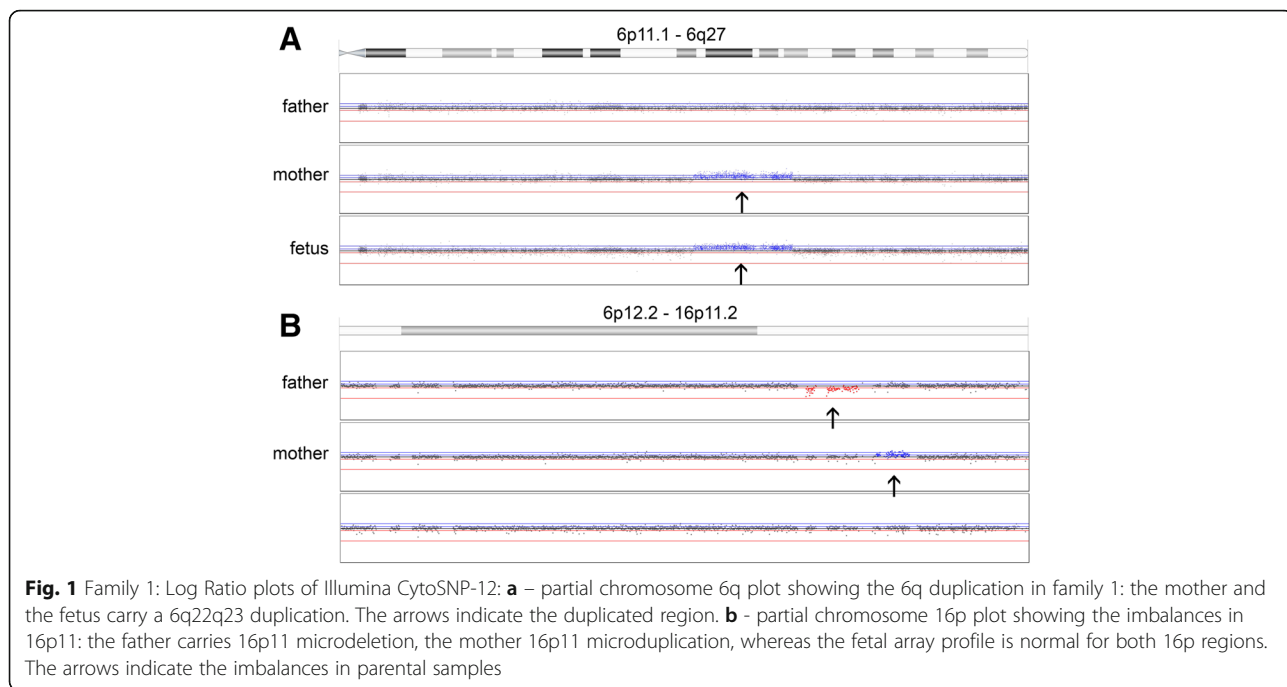 A
6p11.1 - 6q27
father
mother
fetus
B
6p12.2 - 16p11.2
father
mother
Fig. 1 Family 1: Log Ratio plots of Illumina CytoSNP-12: a – partial chromosome 6q plot showing the 6q duplication in family 1: the mother and
the fetus carry a 6q22q23 duplication. The arrows indicate the duplicated region. b - partial chromosome 16p plot showing the imbalances in
16p11: the father carries 16p11 microdeletion, the mother 16p11 microduplication, whereas the fetal array profile is normal for both 16p regions.
The arrows indicate the imbalances in parental samples